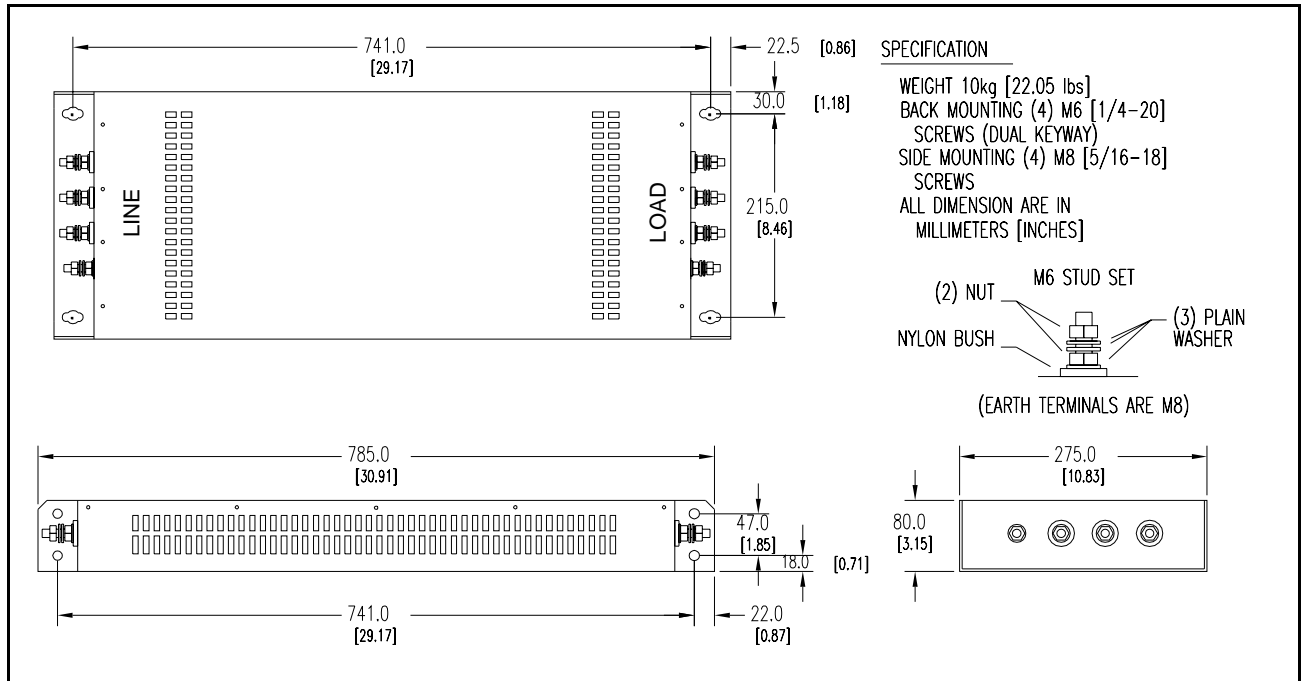 741.0
[29.17]
22.5 [0.86]
30.0 [1.18]
215.0
[8.46]
LINE
LOAD
SPECIFICATION
WEIGHT 10kg [22.05 lbs]
BACK MOUNTING (4) M6 [1/4-20]
SCREWS (DUAL KEYWAY)
SIDE MOUNTING (4) M8 [5/16-18]
SCREWS
ALL DIMENSION ARE IN
MILLIMETERS [INCHES]
M6 STUD SET
(2) NUT
(3) PLAIN
WASHER
NYLON BUSH
(EARTH TERMINALS ARE M8)
785.0
[30.91]
47.0
[1.85]
18.0 [0.71]
741.0
[29.17]
22.0
[0.87]
275.0
[10.83]
80.0
[3.15]